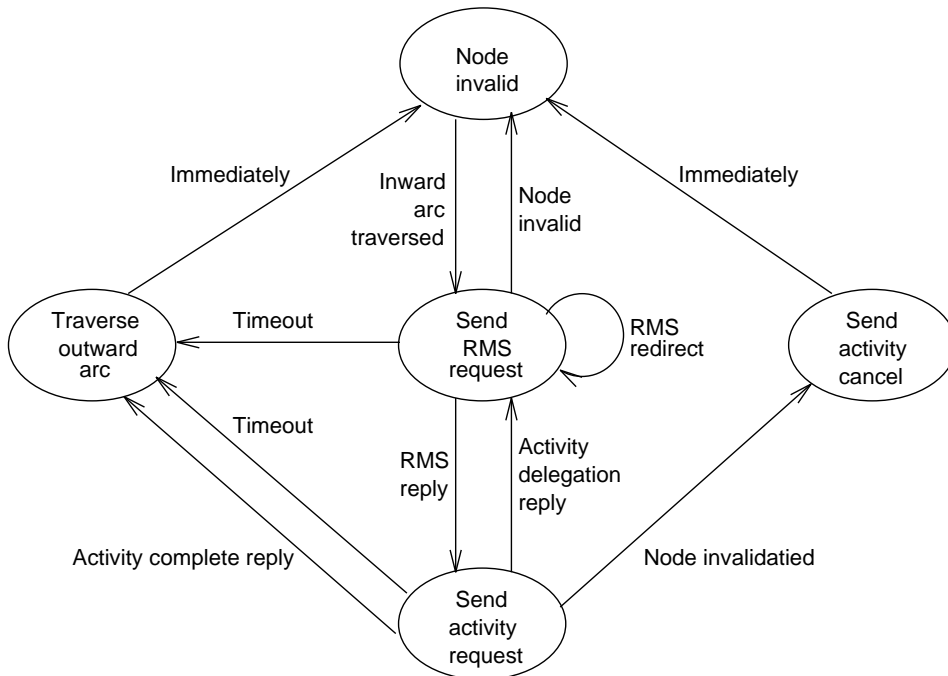 Node
invalid
Immediately
Inward
arc
traversed
Node
invalid
Immediately
Traverse
outward
arc
Timeout
Send
RMS
request
RMS
redirect
Send
activity
cancel
Timeout
RMS
reply
Activity
delegation
reply
Activity complete reply
Node invalidatied
Send
activity
request